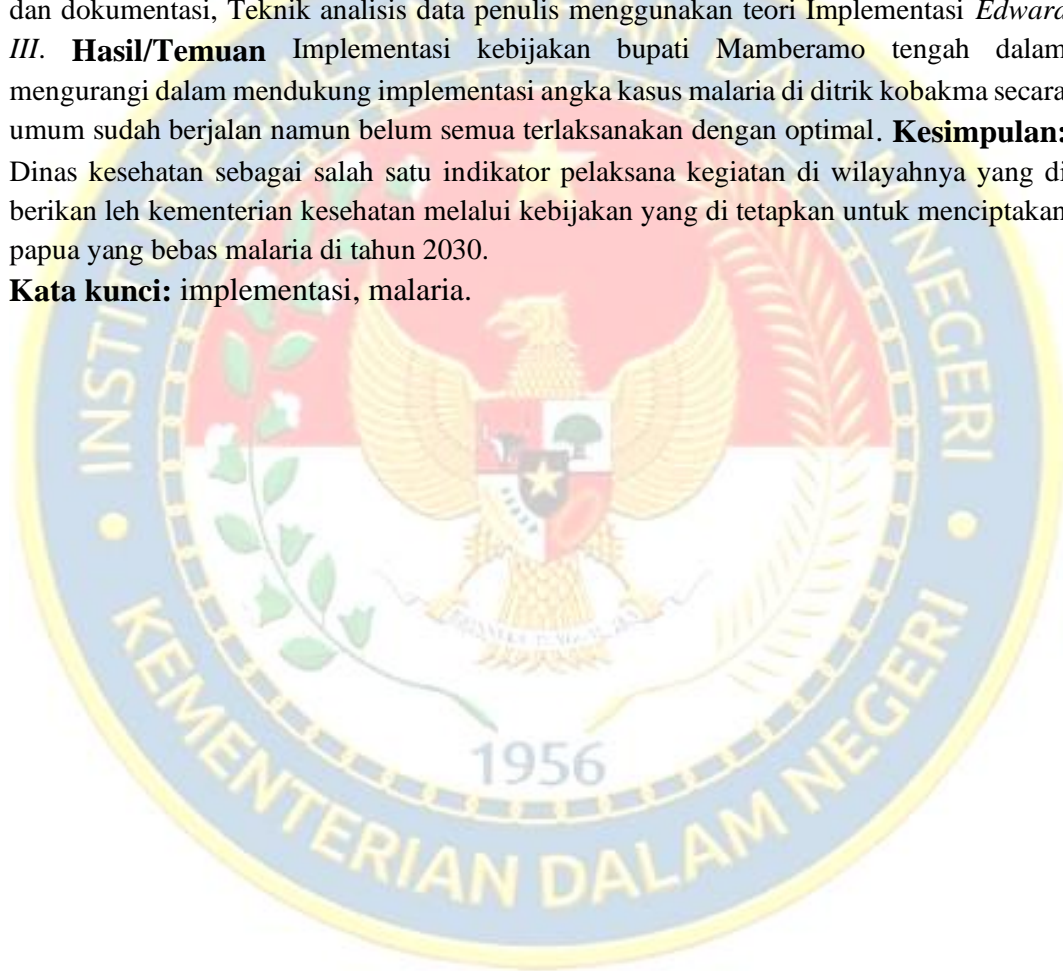 dan dokumentasi, Teknik analisis data penulis menggunakan teori Implementasi Edward
III. Hasil/Temuan Implementasi kebijakan bupati Mamberamo tengah dalam
mengurangi dalam mendukung implementasi angka kasus malaria di ditrik kobakma secara
umum sudah berjalan namun belum semua terlaksanakan dengan optimal. Kesimpulan:
Dinas kesehatan sebagai salah satu indikator pelaksana kegiatan di wilayahnya yang di
berikan leh kementerian kesehatan melalui kebijakan yang di tetapkan untuk menciptakan
papua yang bebas malaria di tahun 2030.
Kata kunci: implementasi, malaria.
INSTITUT PEMERINTAHAN DALAM NEGERI
1956
KEMENTERIAN DALAM NEGERI